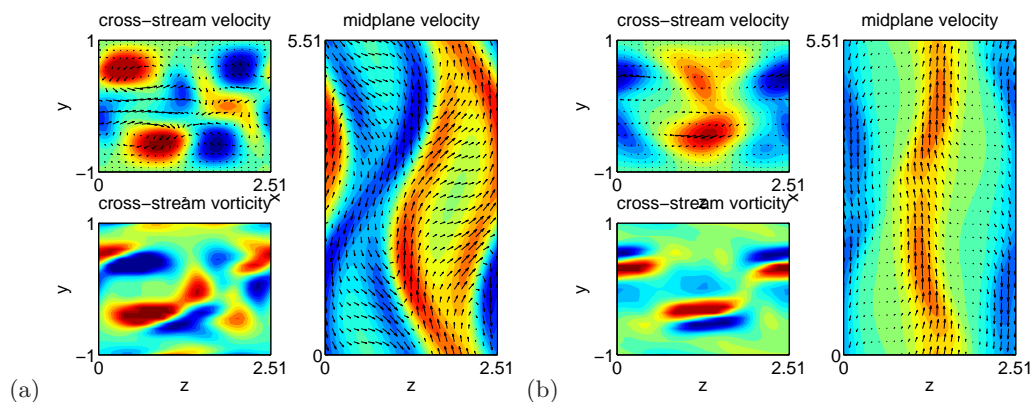 cross−stream velocity
1
y
−1
0
2.51
z
cross−stream vorticity
1
y
−1
0
2.51
z
midplane velocity
5.51
x
0
0
2.51
z
(a)
cross−stream velocity
1
y
−1
0
2.51
z
cross−stream vorticity
1
y
−1
0
2.51
z
midplane velocity
5.51
x
0
0
2.51
z
(b)